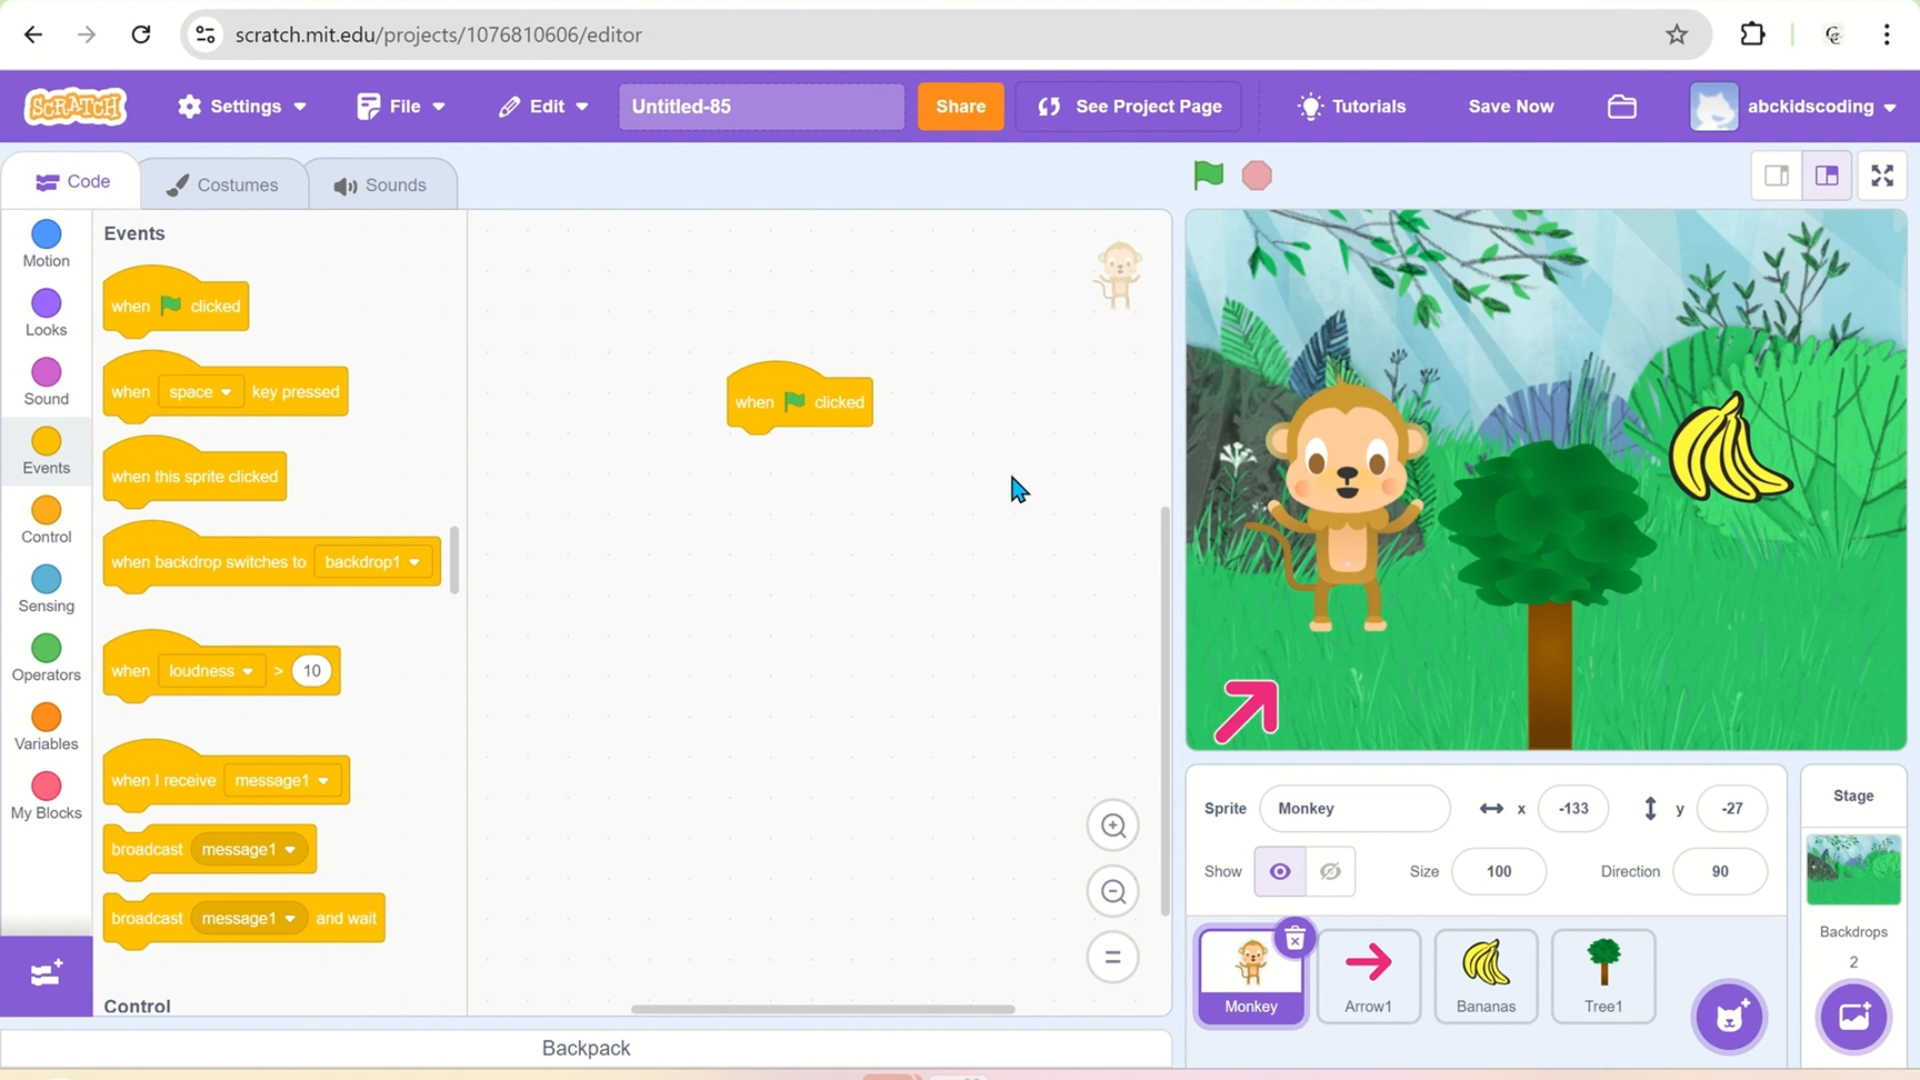 scratch.mit.edu/projects/1076810606/editor
SCRATCH
Settings
File
Edit
Untitled-85
Share
See Project Page
Tutorials
Save Now
abckidscoding
Code
Costumes
Sounds
Motion
Looks
Sound
Events
Control
Sensing
Operators
Variables
My Blocks
Events
when clicked
when space key pressed
when this sprite clicked
when backdrop switches to backdrop1
when loudness > 10
when I receive message1
broadcast message1
broadcast message1 and wait
Control
when clicked
Sprite Monkey x -133 y -27
Show Size 100 Direction 90
Monkey
Arrow1
Bananas
Tree1
Stage
Backdrops
2
Backpack